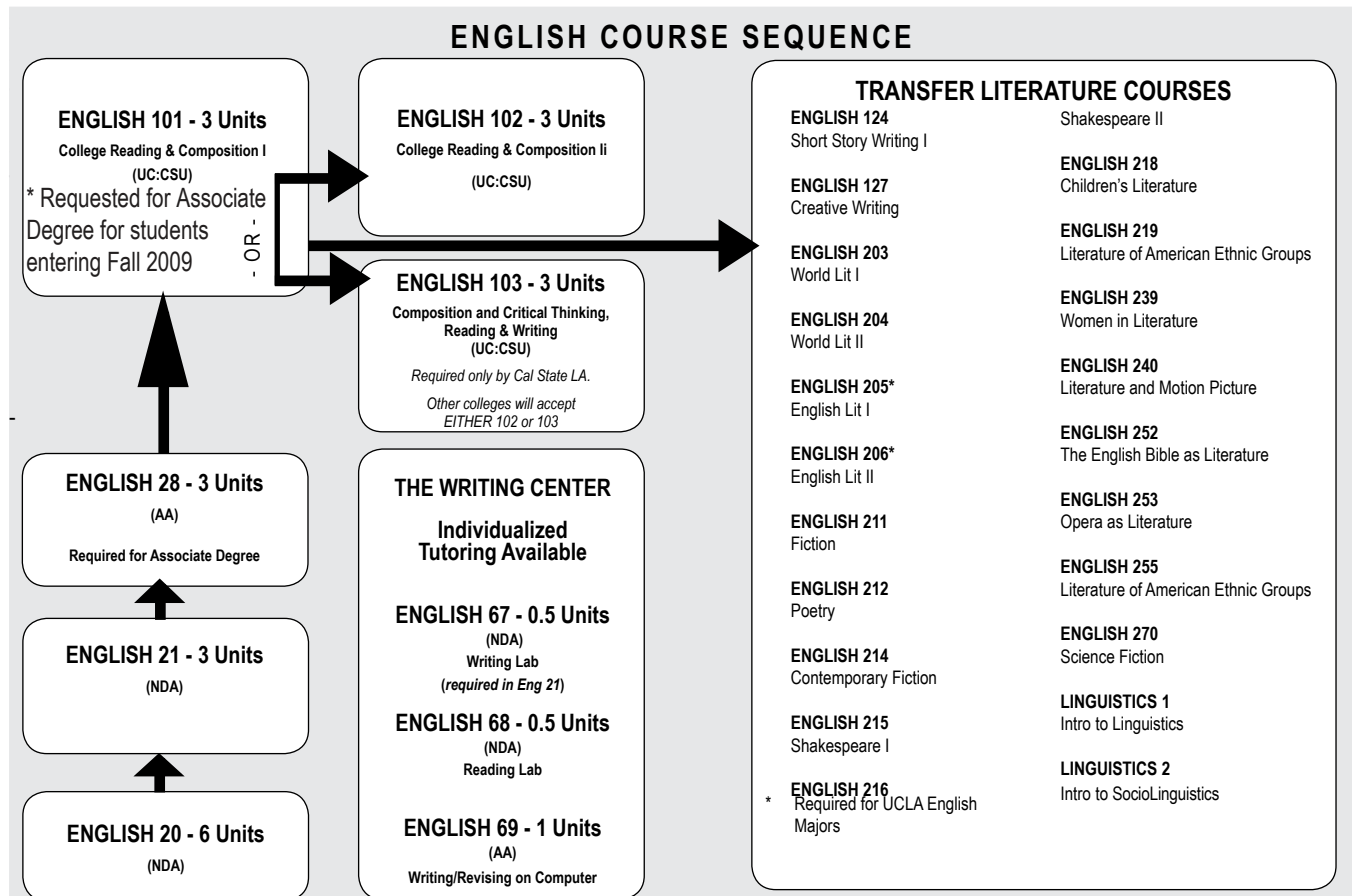 ENGLISH COURSE SEQUENCE
ENGLISH 101 - 3 Units
College Reading & Composition I
(UC:CSU)
* Requested for Associate
Degree for students
entering Fall 2009
- OR -
ENGLISH 28 - 3 Units
(AA)
Required for Associate Degree
ENGLISH 21 - 3 Units
(NDA)
ENGLISH 20 - 6 Units
(NDA)
ENGLISH 102 - 3 Units
College Reading & Composition Ii
(UC:CSU)
ENGLISH 103 - 3 Units
Composition and Critical Thinking,
Reading & Writing
(UC:CSU)
Required only by Cal State LA.
Other colleges will accept
EITHER 102 or 103
THE WRITING CENTER
Individualized
Tutoring Available
ENGLISH 67 - 0.5 Units
(NDA)
Writing Lab
(required in Eng 21)
ENGLISH 68 - 0.5 Units
(NDA)
Reading Lab
ENGLISH 69 - 1 Units
(AA)
Writing/Revising on Computer
TRANSFER LITERATURE COURSES
ENGLISH 124
Short Story Writing I
ENGLISH 127
Creative Writing
ENGLISH 203
World Lit I
ENGLISH 204
World Lit II
ENGLISH 205*
English Lit I
ENGLISH 206*
English Lit II
ENGLISH 211
Fiction
ENGLISH 212
Poetry
ENGLISH 214
Contemporary Fiction
ENGLISH 215
Shakespeare I
ENGLISH 216
* Required for UCLA English
Majors
Shakespeare II
ENGLISH 218
Children’s Literature
ENGLISH 219
Literature of American Ethnic Groups
ENGLISH 239
Women in Literature
ENGLISH 240
Literature and Motion Picture
ENGLISH 252
The English Bible as Literature
ENGLISH 253
Opera as Literature
ENGLISH 255
Literature of American Ethnic Groups
ENGLISH 270
Science Fiction
LINGUISTICS 1
Intro to Linguistics
LINGUISTICS 2
Intro to SocioLinguistics